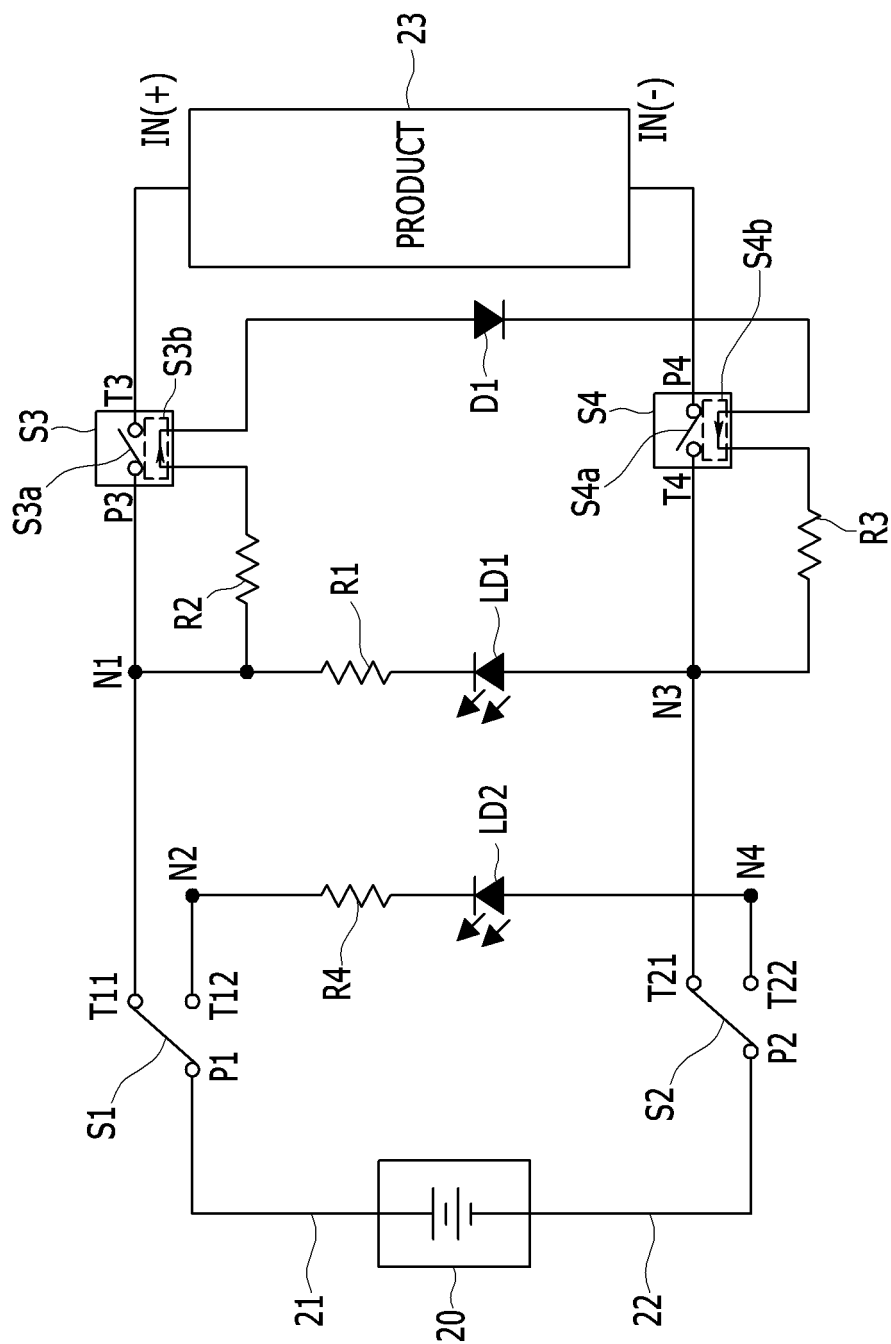 S1
P1
T11
T12
N2
N1
S3a
P3
S3
T3
S3b
IN(+)
21
20
22
R4
LD2
R2
R1
LD1
D1
PRODUCT
23
S2
P2
T21
T22
N4
N3
R3
S4a
T4
S4
P4
S4b
IN(-)